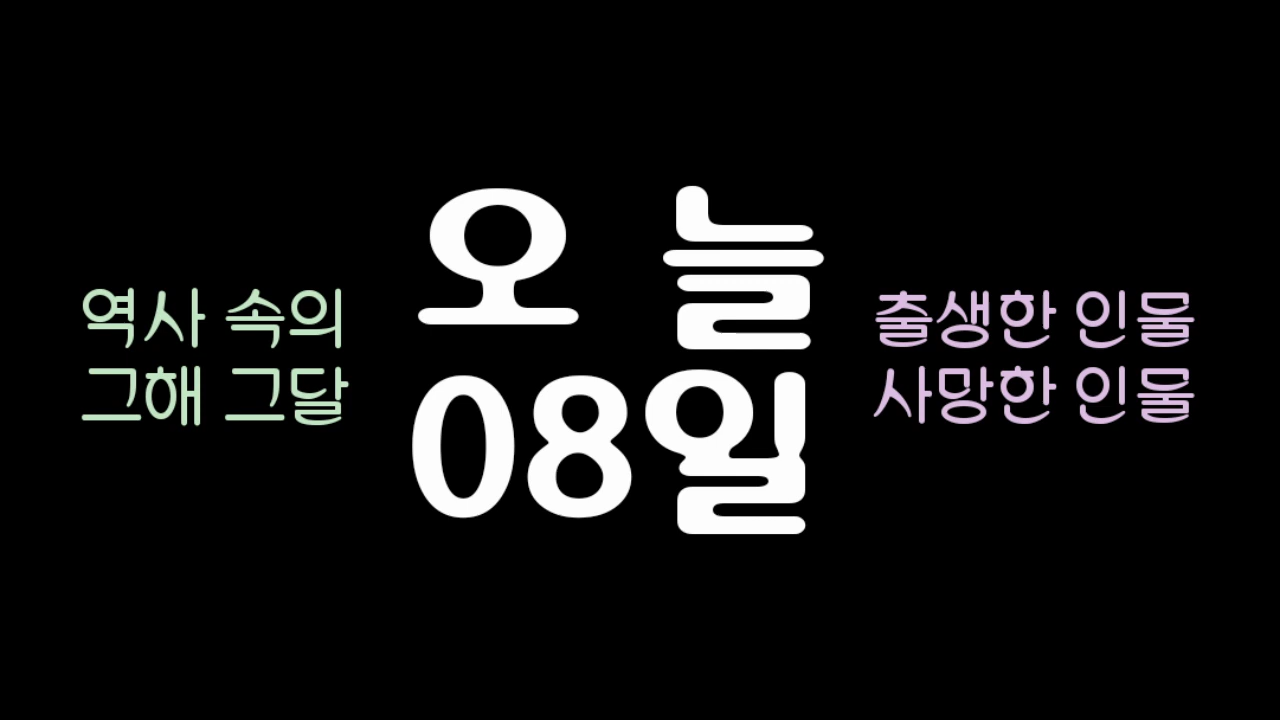 역사 속의
그해 그달
오 늘
08일
출생한 인물
사망한 인물